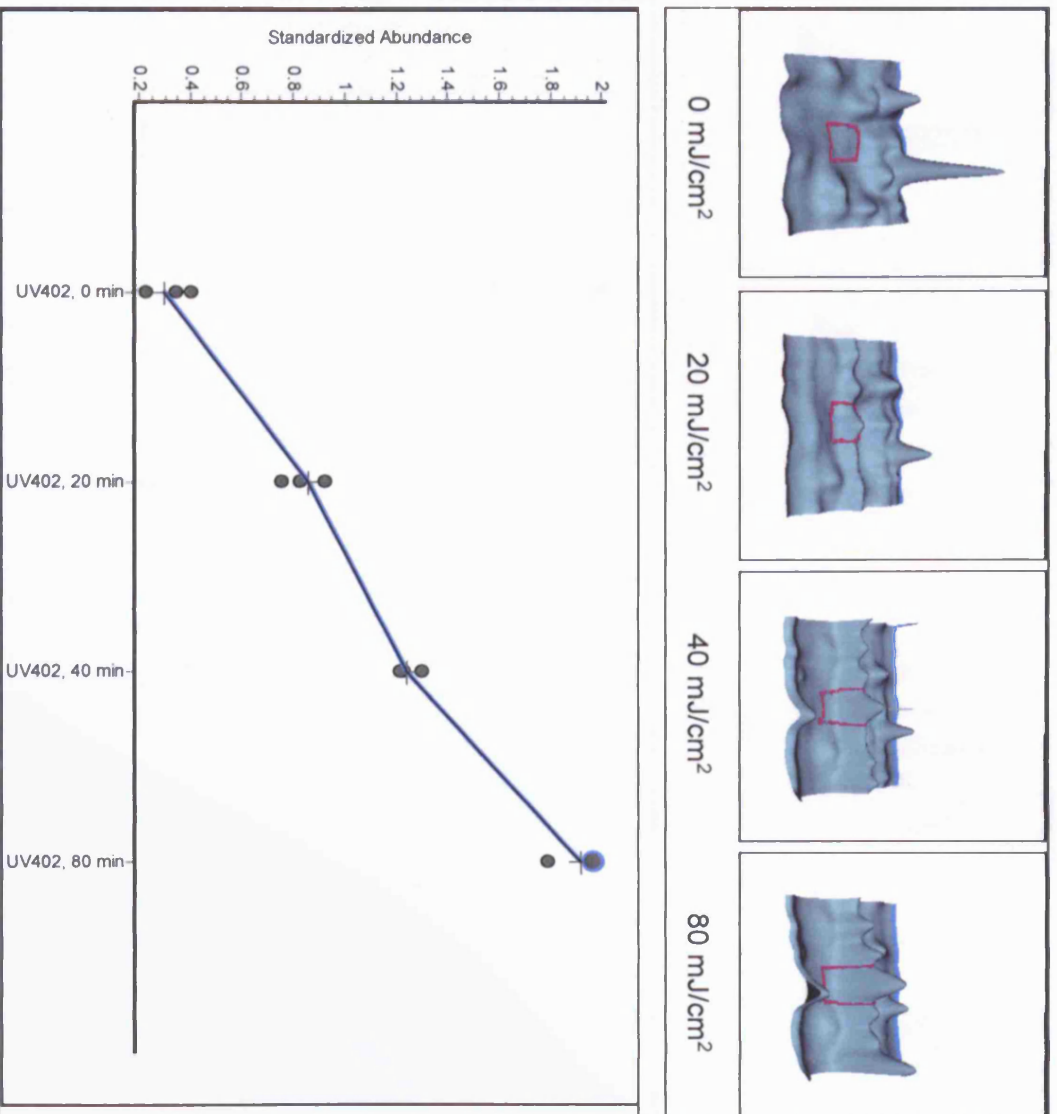 0 mJ/cm²
20 mJ/cm²
40 mJ/cm²
80 mJ/cm²
Standardized Abundance
0.2
0.4
0.6
0.8
1
1.2
1.4
1.6
1.8
2
UV402, 0 min
UV402, 20 min
UV402, 40 min
UV402, 80 min